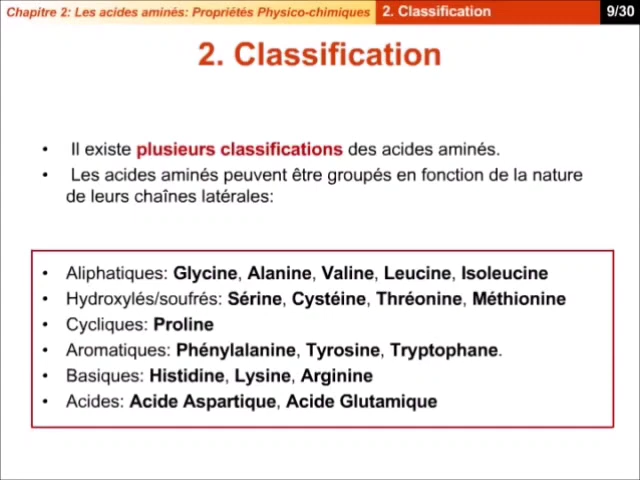 Chapitre 2: Les acides aminés: Propriétés Physico-chimiques 2. Classification 9/30
2. Classification
• Il existe plusieurs classifications des acides aminés.
• Les acides aminés peuvent être groupés en fonction de la nature
de leurs chaînes latérales:
• Aliphatiques: Glycine, Alanine, Valine, Leucine, Isoleucine
• Hydroxylés/soufrés: Sérine, Cystéine, Thréonine, Méthionine
• Cycliques: Proline
• Aromatiques: Phénylalanine, Tyrosine, Tryptophane.
• Basiques: Histidine, Lysine, Arginine
• Acides: Acide Aspartique, Acide Glutamique